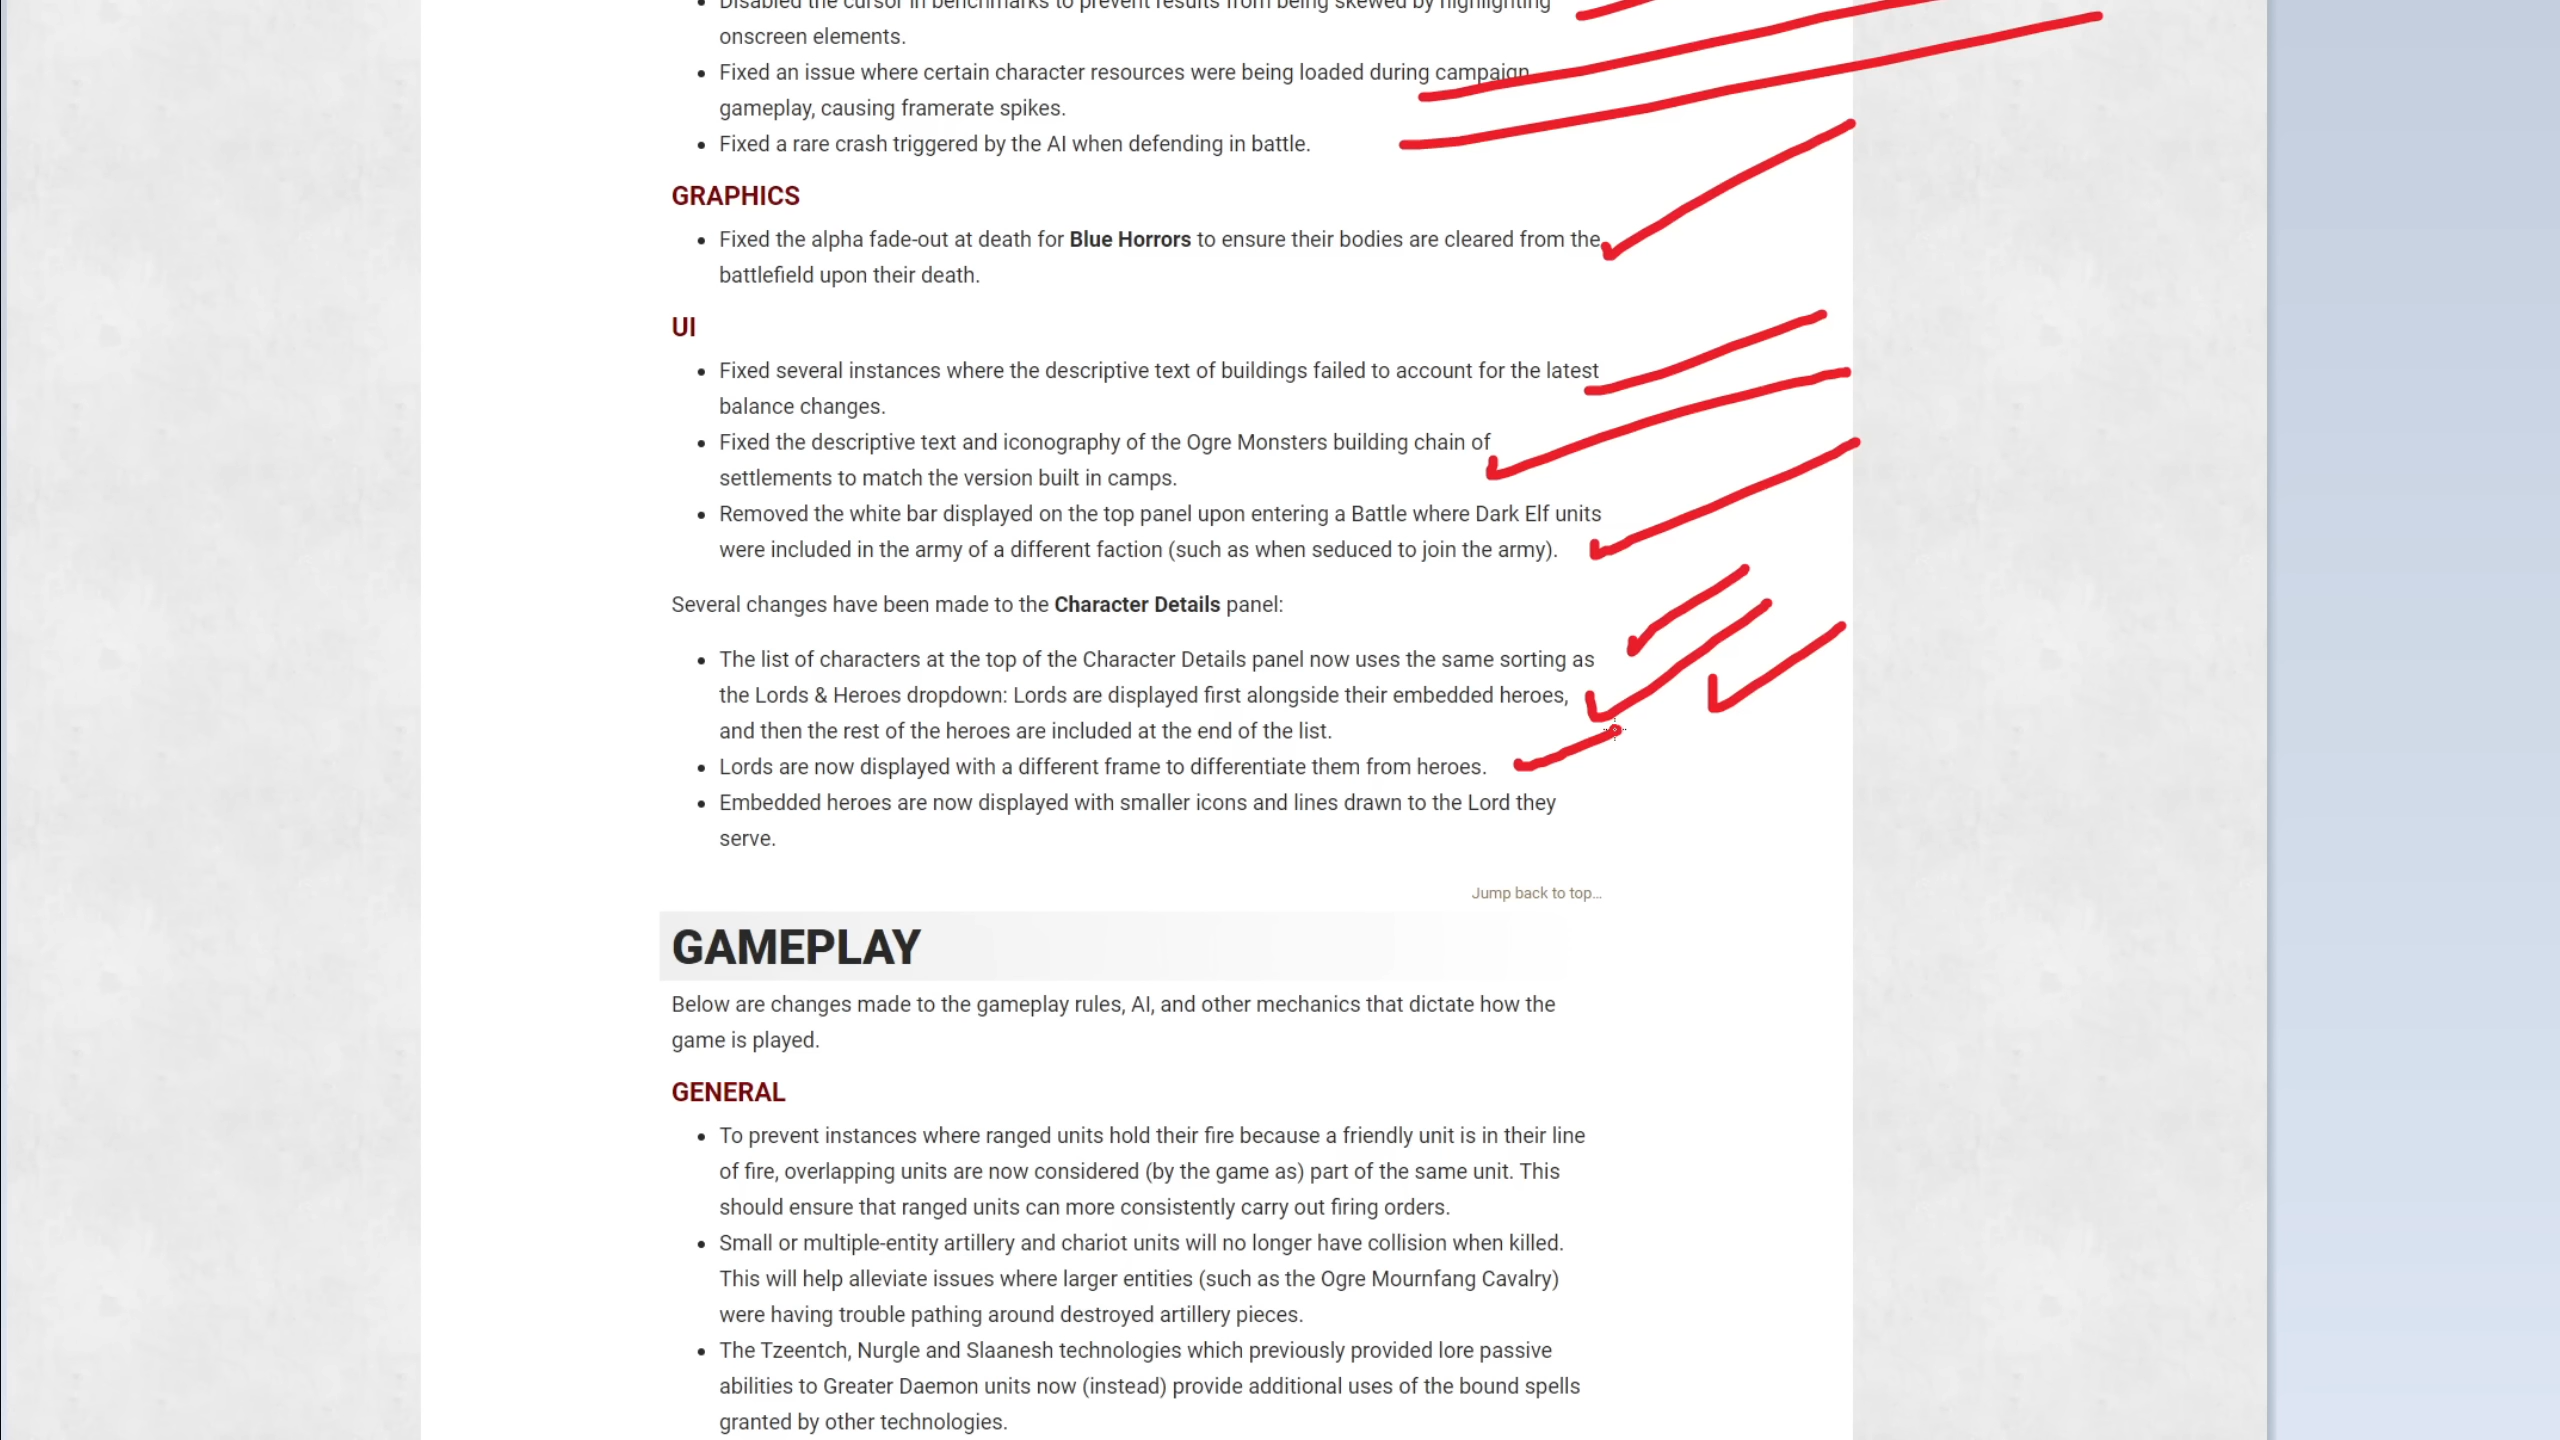 Disabled the cursor in benchmarks to prevent results from being skewed by highlighting
onscreen elements.
Fixed an issue where certain character resources were being loaded during campaign
gameplay, causing framerate spikes.
Fixed a rare crash triggered by the AI when defending in battle.
GRAPHICS
Fixed the alpha fade-out at death for Blue Horrors to ensure their bodies are cleared from the
battlefield upon their death.
UI
Fixed several instances where the descriptive text of buildings failed to account for the latest
balance changes.
Fixed the descriptive text and iconography of the Ogre Monsters building chain of
settlements to match the version built in camps.
Removed the white bar displayed on the top panel upon entering a Battle where Dark Elf units
were included in the army of a different faction (such as when seduced to join the army).
Several changes have been made to the Character Details panel:
The list of characters at the top of the Character Details panel now uses the same sorting as
the Lords & Heroes dropdown: Lords are displayed first alongside their embedded heroes,
and then the rest of the heroes are included at the end of the list.
Lords are now displayed with a different frame to differentiate them from heroes.
Embedded heroes are now displayed with smaller icons and lines drawn to the Lord they
serve.
Jump back to top...
GAMEPLAY
Below are changes made to the gameplay rules, AI, and other mechanics that dictate how the
game is played.
GENERAL
To prevent instances where ranged units hold their fire because a friendly unit is in their line
of fire, overlapping units are now considered (by the game as) part of the same unit. This
should ensure that ranged units can more consistently carry out firing orders.
Small or multiple-entity artillery and chariot units will no longer have collision when killed.
This will help alleviate issues where larger entities (such as the Ogre Mournfang Cavalry)
were having trouble pathing around destroyed artillery pieces.
The Tzeentch, Nurgle and Slaanesh technologies which previously provided lore passive
abilities to Greater Daemon units now (instead) provide additional uses of the bound spells
granted by other technologies.